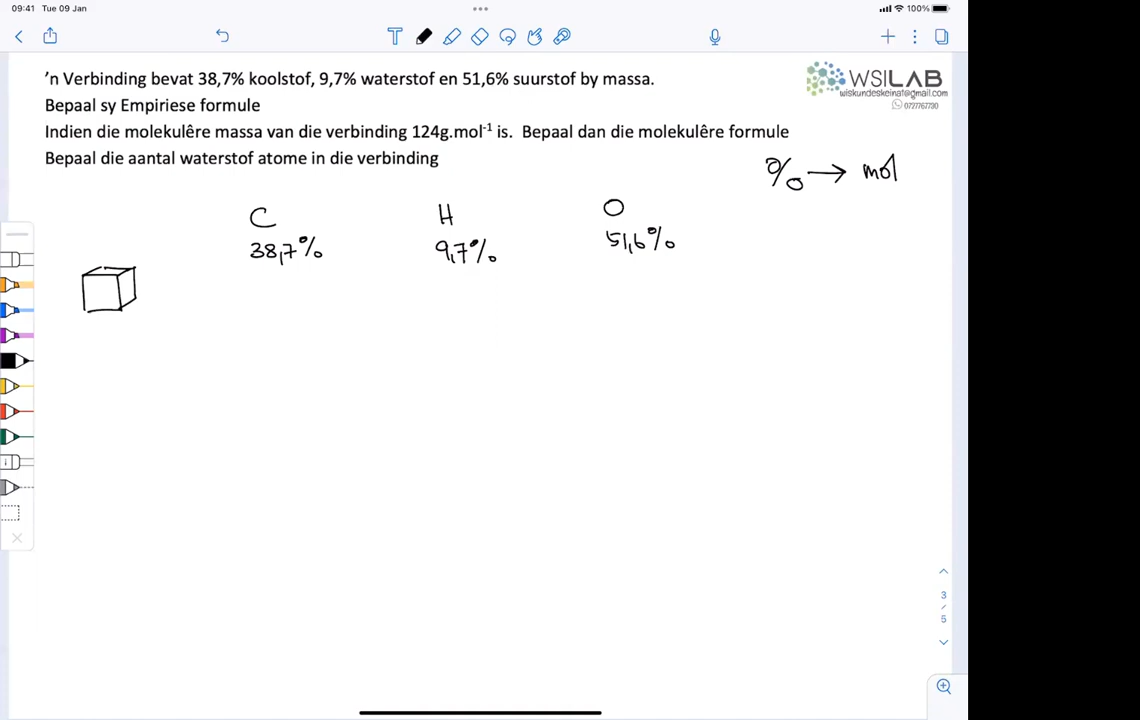 09:41 Tue 09 Jan
100%
’n Verbinding bevat 38,7% koolstof, 9,7% waterstof en 51,6% suurstof by massa.
WSILAB
wiskundeskeinat@gmail.com
0727767730
Bepaal sy Empiriese formule
Indien die molekulêre massa van die verbinding 124g.mol⁻¹ is. Bepaal dan die molekulêre formule
Bepaal die aantal waterstof atome in die verbinding
% → mol
C H O
38,7% 9,7% 51,6%
3
/
5